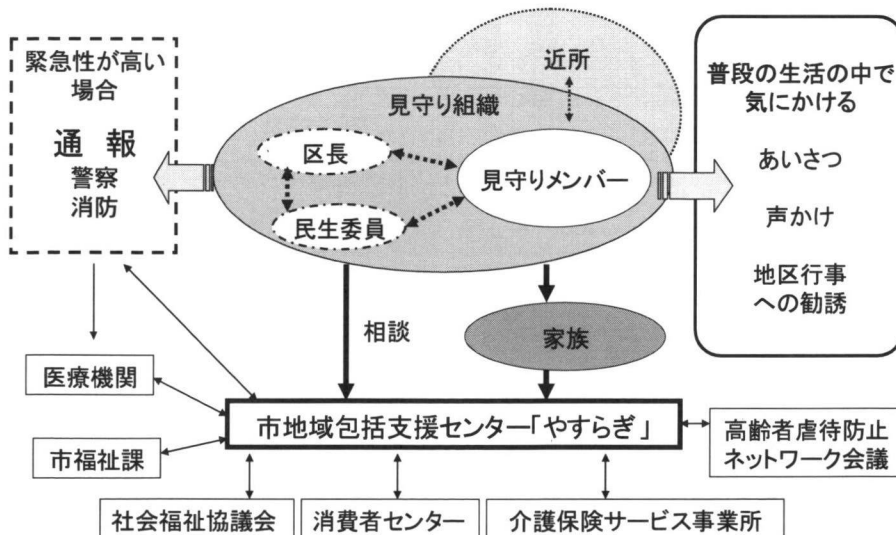 緊急性が高い
場合
通 報
警察
消防
近所
見守り組織
区長
民生委員
見守りメンバー
普段の生活の中で
気にかける
あいさつ
声かけ
地区行事
への勧誘
相談
家族
医療機関
市福祉課
市地域包括支援センター「やすらぎ」
高齢者虐待防止
ネットワーク会議
社会福祉協議会
消費者センター
介護保険サービス事業所